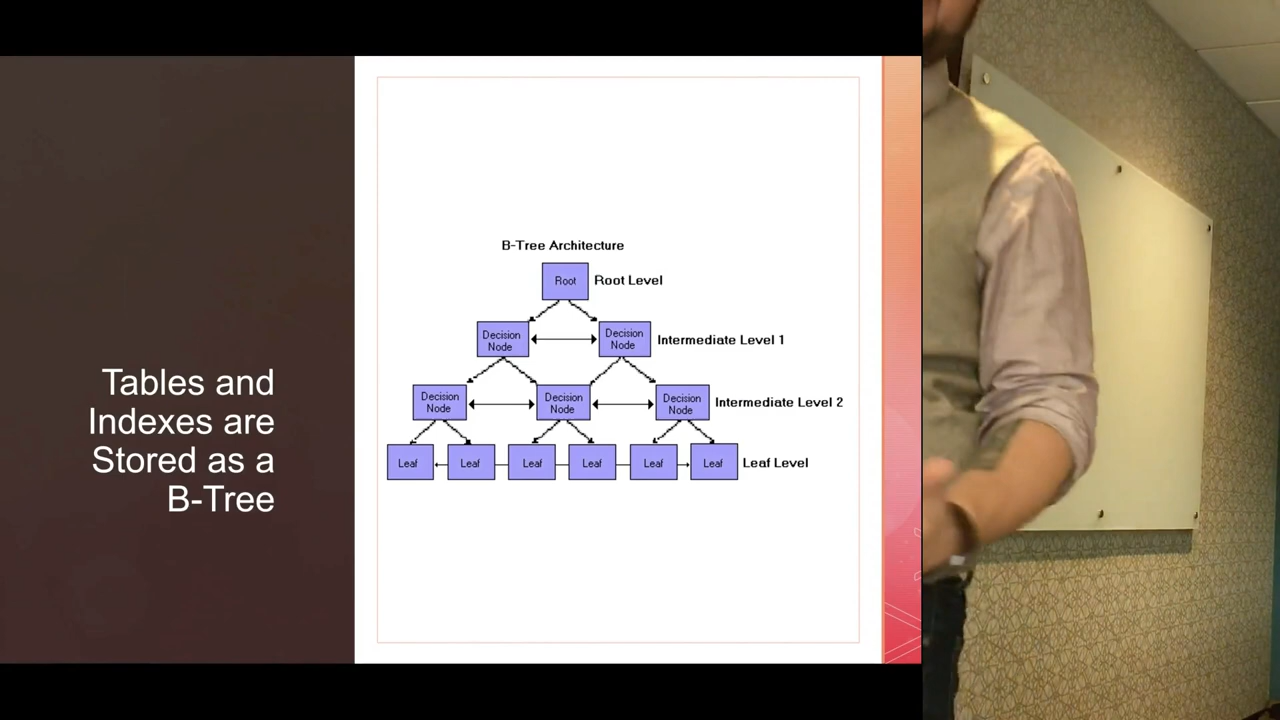 Tables and
Indexes are
Stored as a
B-Tree
B-Tree Architecture
Root
Root Level
Decision
Node
Decision
Node
Intermediate Level 1
Decision
Node
Decision
Node
Decision
Node
Intermediate Level 2
Leaf
Leaf
Leaf
Leaf
Leaf
Leaf
Leaf Level